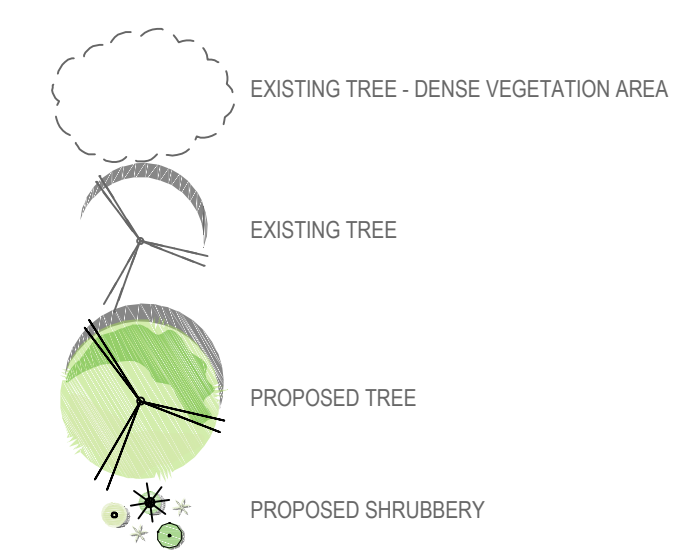 EXISTING TREE - DENSE VEGETATION AREA
EXISTING TREE
PROPOSED TREE
PROPOSED SHRUBBERY